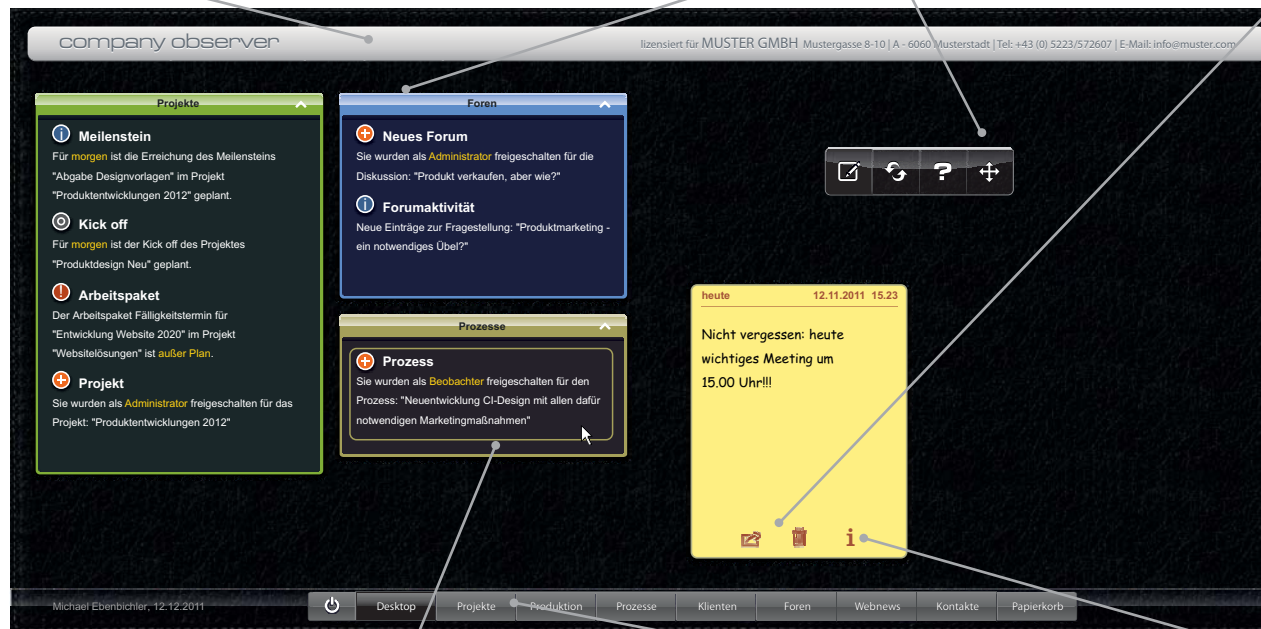 company observer
lizensiert für MUSTER GMBH Mustergasse 8-10 | A - 6060 Musterstadt | Tel: +43 (0) 5223/572607 | E-Mail: info@muster.com
Projekte
Meilenstein
Für morgen ist die Erreichung des Meilensteins
"Abgabe Designvorlagen" im Projekt
"Produktentwicklungen 2012" geplant.
Kick off
Für morgen ist der Kick off des Projektes
"Produktdesign Neu" geplant.
Arbeitspaket
Der Arbeitspaket Fälligkeitstermin für
"Entwicklung Website 2020" im Projekt
"Websitelösungen" ist außer Plan.
Projekt
Sie wurden als Administrator freigeschalten für das
Projekt: "Produktentwicklungen 2012"
Foren
Neues Forum
Sie wurden als Administrator freigeschalten für die
Diskussion: "Produkt verkaufen, aber wie?"
Forumaktivität
Neue Einträge zur Fragestellung: "Produktmarketing -
ein notwendiges Übel?"
Prozesse
Prozess
Sie wurden als Beobachter freigeschalten für den
Prozess: "Neuentwicklung CI-Design mit allen dafür
notwendigen Marketingmaßnahmen"
heute 12.11.2011 15.23
Nicht vergessen: heute
wichtiges Meeting um
15.00 Uhr!!!
Michael Ebenbichler, 12.12.2011
Desktop Projekte Produktion Prozesse Klienten Foren Webnews Kontakte Papierkorb